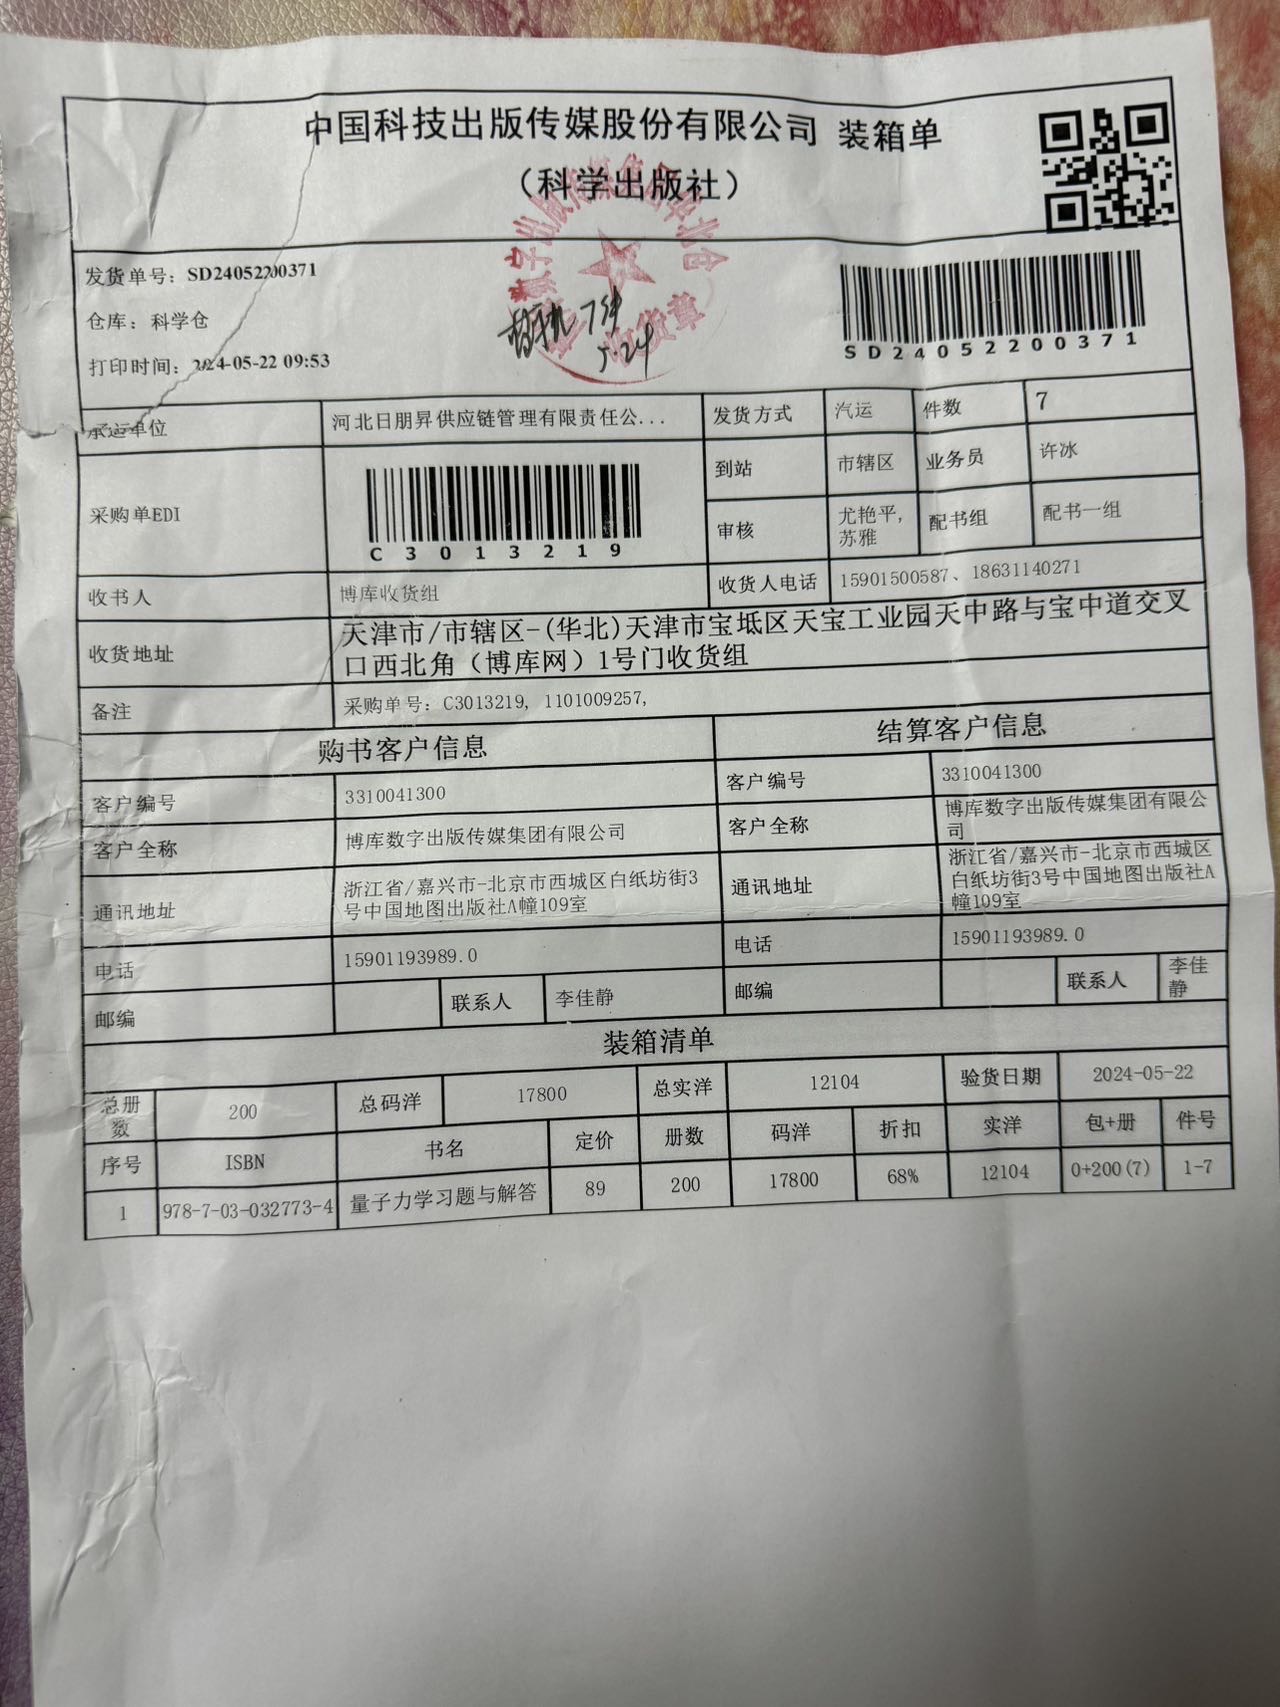 中国科技出版传媒股份有限公司 装箱单
（科学出版社）
发货单号：SD24052200371
仓库：科学仓
打印时间：2024-05-22 09:53
SD24052200371
7件
5.24
收货章
承运单位 河北日朋昇供应链管理有限责任公... 发货方式 汽运 件数 7
采购单EDI C3013219 到站 市辖区 业务员 许冰
审核 尤艳平,苏雅 配书组 配书一组
收书人 博库收货组 收货人电话 15901500587、18631140271
收货地址 天津市/市辖区-(华北)天津市宝坻区天宝工业园天中路与宝中道交叉
口西北角（博库网）1号门收货组
备注 采购单号：C3013219, 1101009257,
购书客户信息 结算客户信息
客户编号 3310041300 客户编号 3310041300
客户全称 博库数字出版传媒集团有限公司 客户全称 博库数字出版传媒集团有限公司
通讯地址 浙江省/嘉兴市-北京市西城区白纸坊街3号中国地图出版社A幢109室 通讯地址 浙江省/嘉兴市-北京市西城区白纸坊街3号中国地图出版社A幢109室
电话 15901193989.0 电话 15901193989.0
邮编 联系人 李佳静 邮编 联系人 李佳静
装箱清单
总册数 200 总码洋 17800 总实洋 12104 验货日期 2024-05-22
序号 ISBN 书名 定价 册数 码洋 折扣 实洋 包+册 件号
1 978-7-03-032773-4 量子力学习题与解答 89 200 17800 68% 12104 0+200(7) 1-7